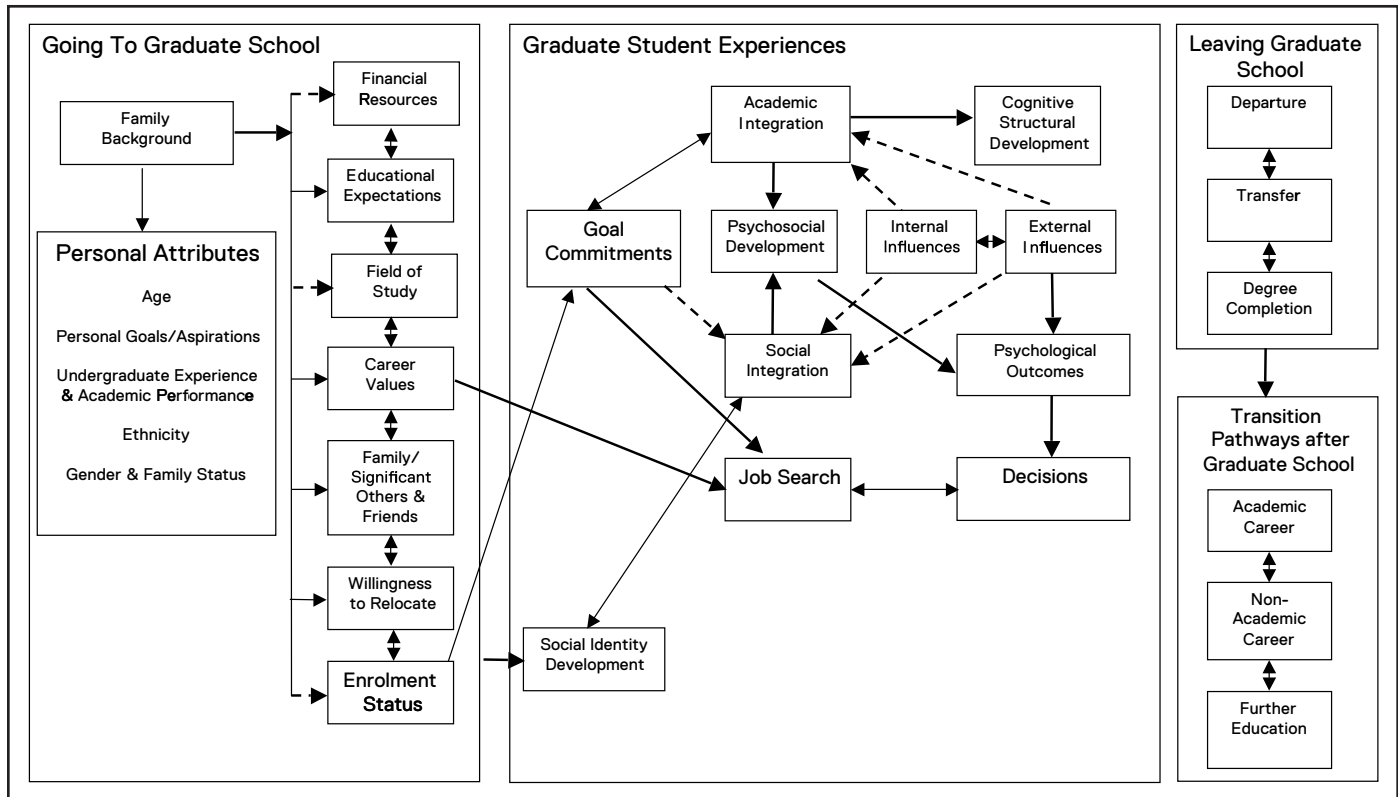 Going To Graduate School
Family
Background
Personal Attributes
Age
Personal Goals/Aspirations
Undergraduate Experience
& Academic Performance
Ethnicity
Gender & Family Status
Financial
Resources
Educational
Expectations
Field of
Study
Career
Values
Family/
Significant
Others &
Friends
Willingness
to Relocate
Enrolment
Status
Graduate Student Experiences
Academic
Integration
Cognitive
Structural
Development
Goal
Commitments
Psychosocial
Development
Internal
Influences
External
Influences
Social
Integration
Psychological
Outcomes
Job Search
Decisions
Social Identity
Development
Leaving Graduate
School
Departure
Transfer
Degree
Completion
Transition
Pathways after
Graduate School
Academic
Career
Non-
Academic
Career
Further
Education